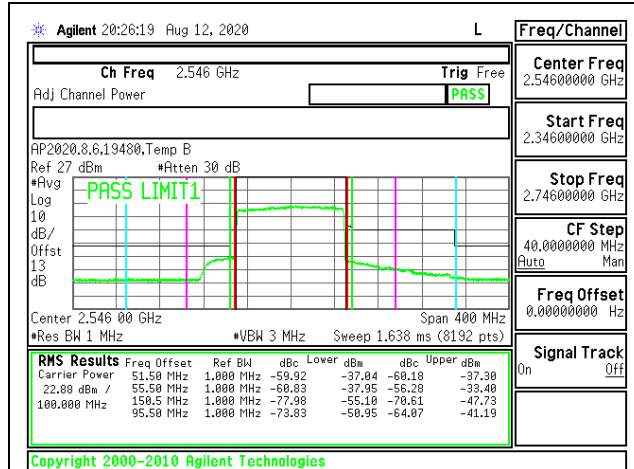 Agilent 20:26:19 Aug 12, 2020 L
Freq/Channel
Ch Freq 2.546 GHz Trig Free
Adj Channel Power PASS
AP2020.8.6,19480,Temp B
Ref 27 dBm #Atten 30 dB
#Avg
Log
10
dB/
Offst
13
dB
PASS LIMIT1
Center 2.546 00 GHz Span 400 MHz
#Res BW 1 MHz #VBW 3 MHz Sweep 1.638 ms (8192 pts)
RMS Results Freq Offset Ref BW dBc Lower dBm dBc Upper dBm
Carrier Power 51.50 MHz 1.000 MHz -59.92 -37.04 -60.18 -37.30
22.88 dBm / 55.50 MHz 1.000 MHz -60.83 -37.95 -56.28 -33.40
100.000 MHz 150.5 MHz 1.000 MHz -77.98 -55.10 -70.61 -47.73
95.50 MHz 1.000 MHz -73.83 -50.95 -64.07 -41.19
Center Freq
2.54600000 GHz
Start Freq
2.34600000 GHz
Stop Freq
2.74600000 GHz
CF Step
40.0000000 MHz
Auto Man
Freq Offset
0.00000000 Hz
Signal Track
On Off
Copyright 2000-2010 Agilent Technologies